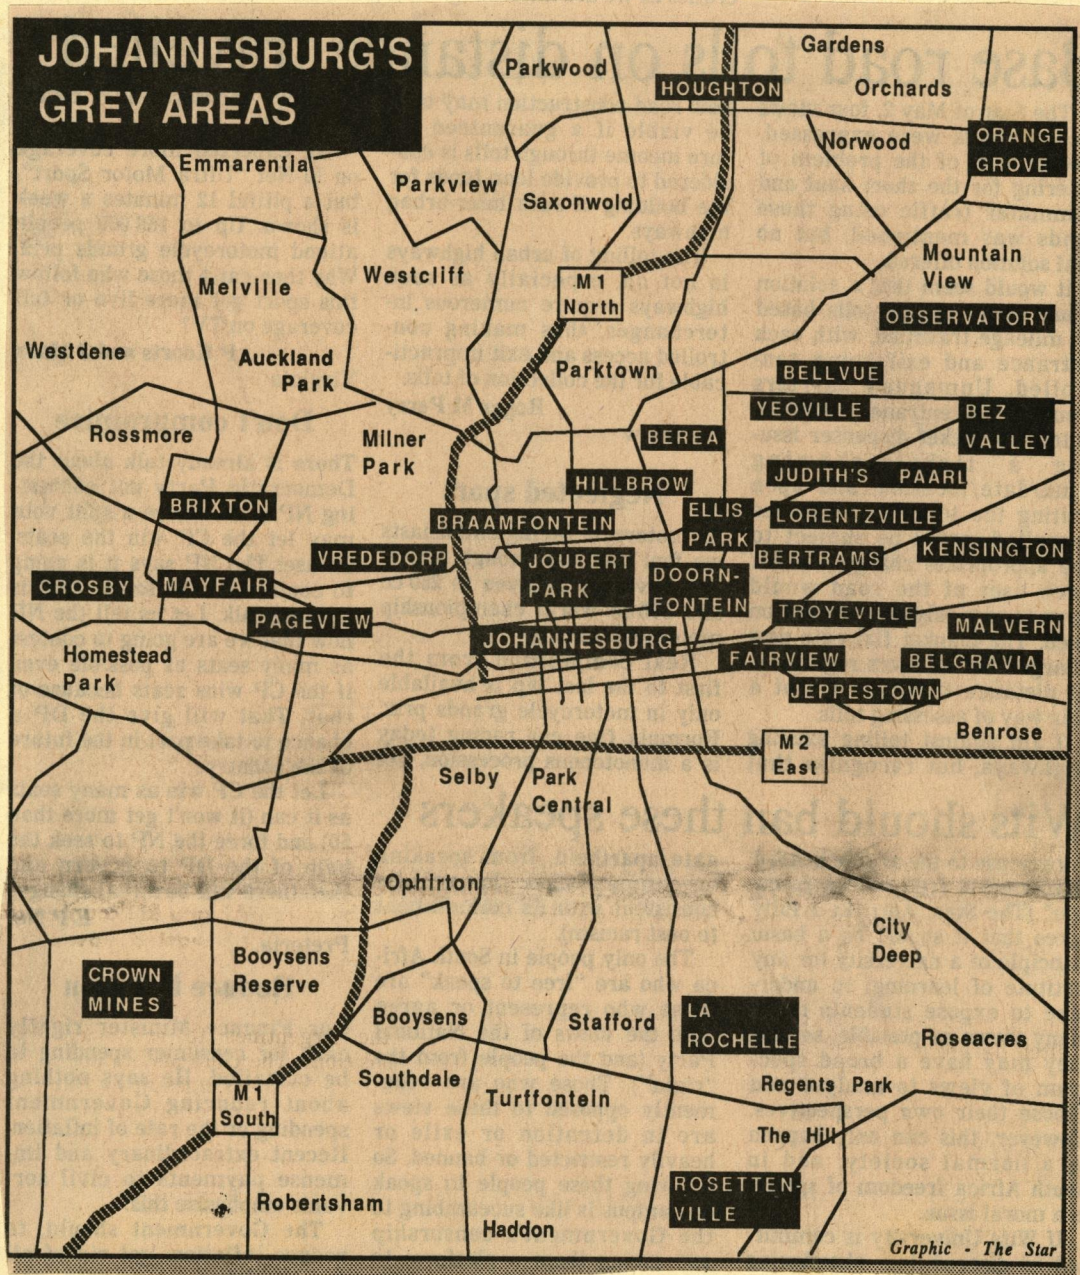 JOHANNESBURG'S
GREY AREAS
Parkwood
Gardens
HOUGHTON
Orchards
Emmarentia
Norwood
ORANGE
GROVE
Parkview
Saxonwold
Westcliff
Mountain
View
Melville
M1
North
OBSERVATORY
Westdene
Auckland
Park
Parktown
BELLVUE
YEOVILLE
BEZ
VALLEY
Rossmore
Milner
Park
BEREA
JUDITH'S PAARL
HILLBROW
BRIXTON
BRAAMFONTEIN
ELLIS
PARK
LORENTZVILLE
VREDEDORP
JOUBERT
PARK
BERTRAMS
KENSINGTON
CROSBY
MAYFAIR
DOORN-
FONTEIN
PAGEVIEW
TROYEVILLE
MALVERN
JOHANNESBURG
Homestead
Park
FAIRVIEW
BELGRAVIA
JEPPESTOWN
Benrose
M2
East
Selby
Park
Central
Ophirton
City
Deep
Booysens
Reserve
CROWN
MINES
Booysens
Stafford
LA
ROCHELLE
Roseacres
Southdale
Regents Park
M1
South
Turffontein
The Hill
Robertsham
ROSETTEN-
VILLE
Haddon
Graphic - The Star